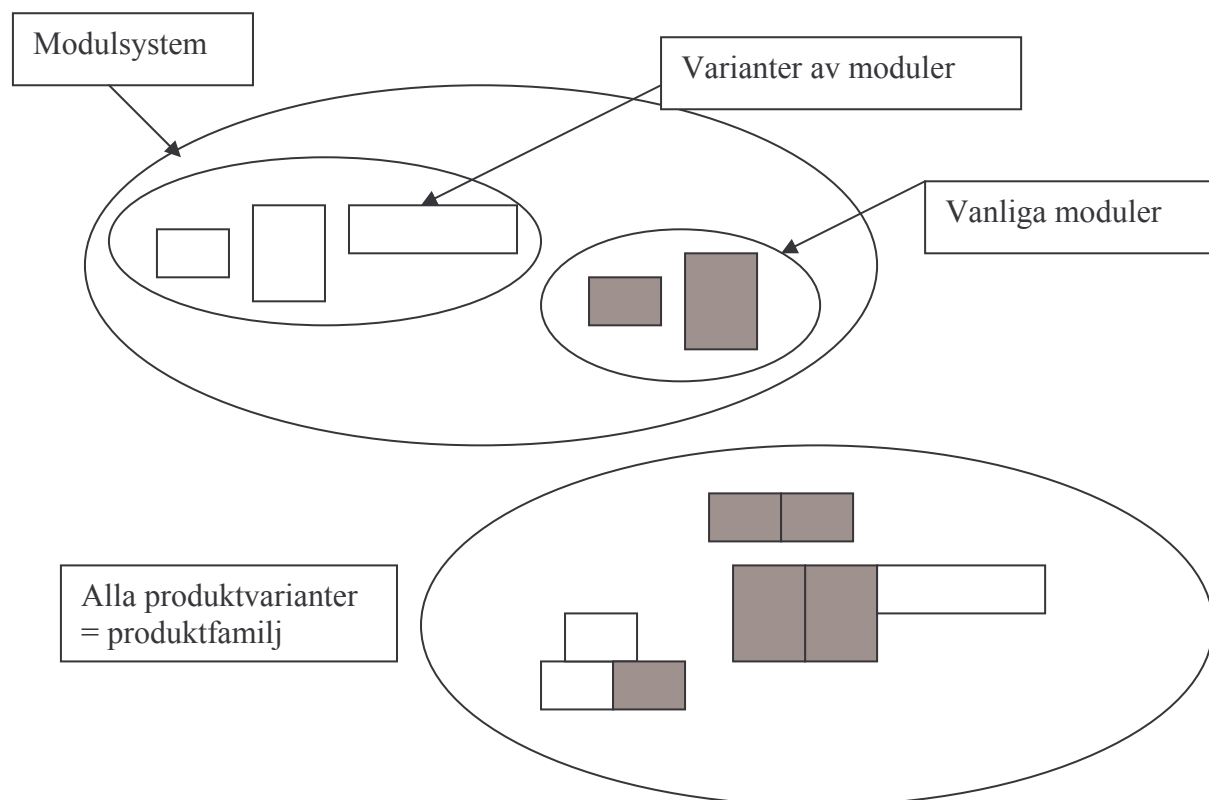 Modulsystem
Varianter av moduler
Vanliga moduler
Alla produktvarianter
= produktfamilj